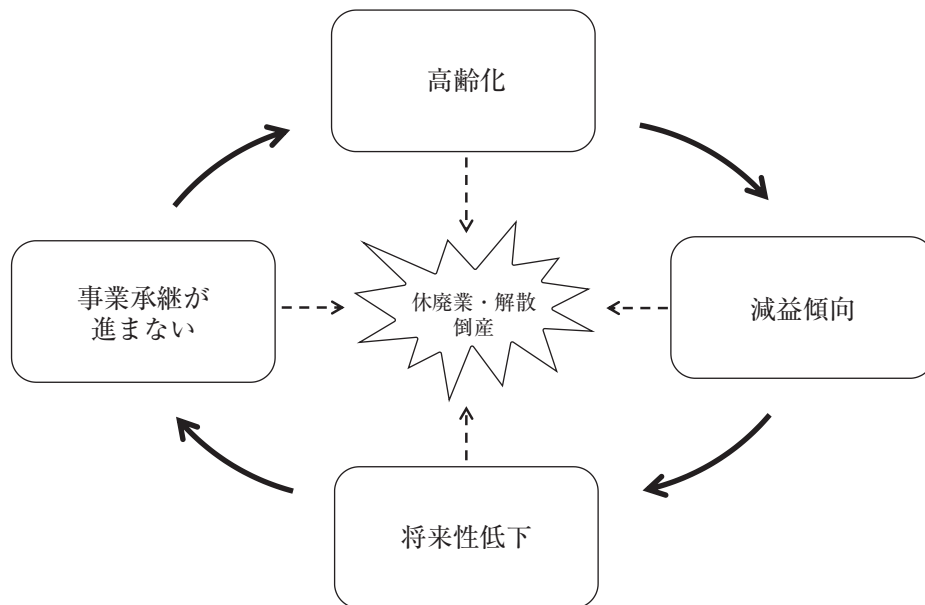 高齢化
事業承継が
進まない
休廃業・解散
倒産
減益傾向
将来性低下